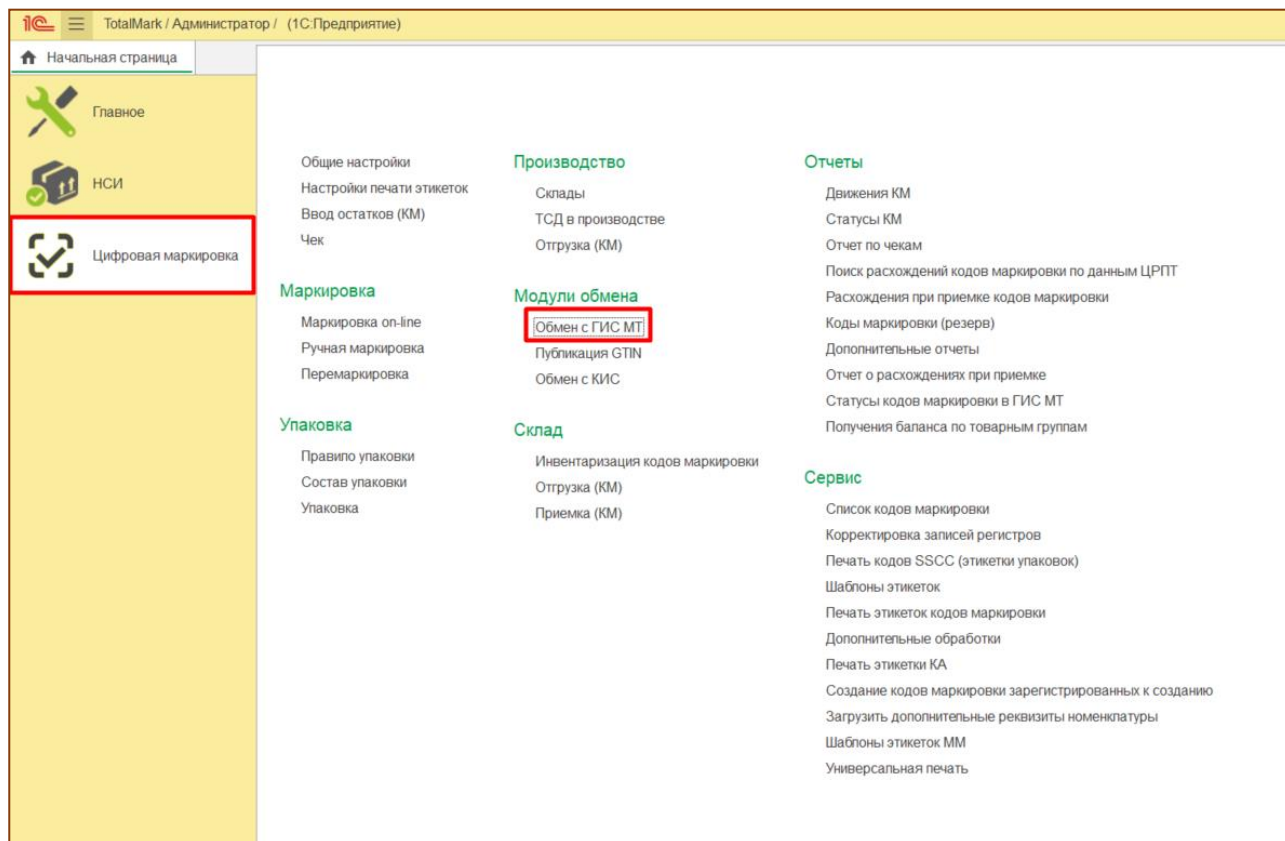 1С TotalMark / Администратор / (1С:Предприятие)
Начальная страница
Главное
НСИ
Цифровая маркировка
Общие настройки
Настройки печати этикеток
Ввод остатков (КМ)
Чек
Маркировка
Маркировка on-line
Ручная маркировка
Перемаркировка
Упаковка
Правило упаковки
Состав упаковки
Упаковка
Производство
Склады
ТСД в производстве
Отгрузка (КМ)
Модули обмена
Обмен с ГИС МТ
Публикация GTIN
Обмен с КИС
Склад
Инвентаризация кодов маркировки
Отгрузка (КМ)
Приемка (КМ)
Отчеты
Движения КМ
Статусы КМ
Отчет по чекам
Поиск расхождений кодов маркировки по данным ЦРПТ
Расхождения при приемке кодов маркировки
Коды маркировки (резерв)
Дополнительные отчеты
Отчет о расхождениях при приемке
Статусы кодов маркировки в ГИС МТ
Получения баланса по товарным группам
Сервис
Список кодов маркировки
Корректировка записей регистров
Печать кодов SSCC (этикетки упаковок)
Шаблоны этикеток
Печать этикеток кодов маркировки
Дополнительные обработки
Печать этикетки КА
Создание кодов маркировки зарегистрированных к созданию
Загрузить дополнительные реквизиты номенклатуры
Шаблоны этикеток ММ
Универсальная печать